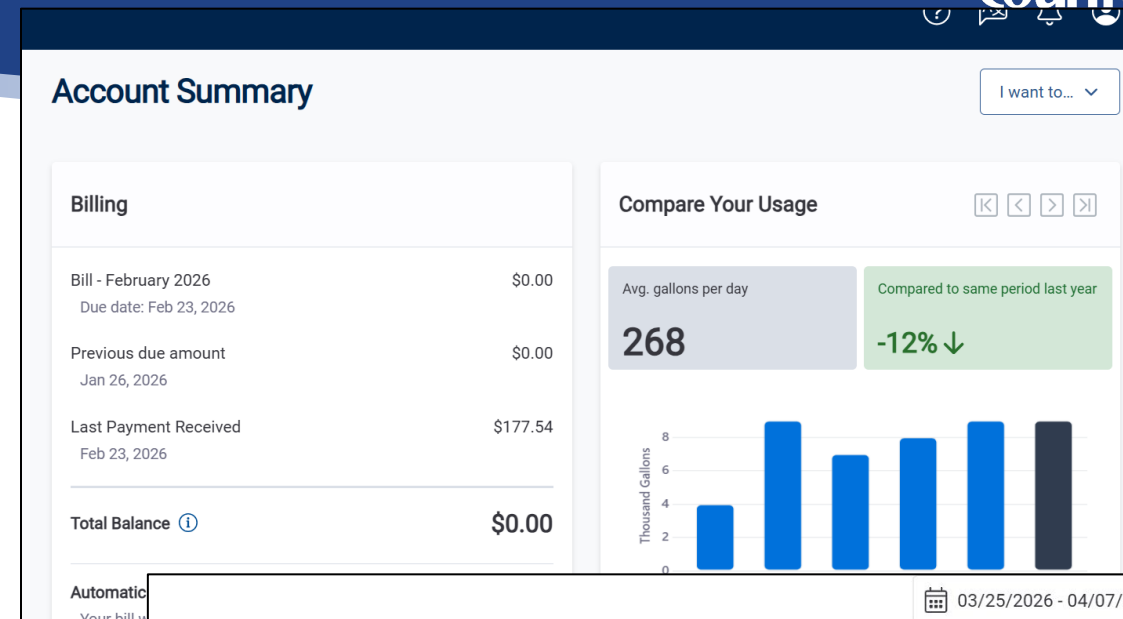 Account Summary
I want to...
Billing
Bill - February 2026 $0.00
Due date: Feb 23, 2026
Previous due amount $0.00
Jan 26, 2026
Last Payment Received $177.54
Feb 23, 2026
Total Balance $0.00
Automatic
Compare Your Usage
Avg. gallons per day
268
Compared to same period last year
-12%
Thousand Gallons
8
6
4
2
0
03/25/2026 - 04/07/